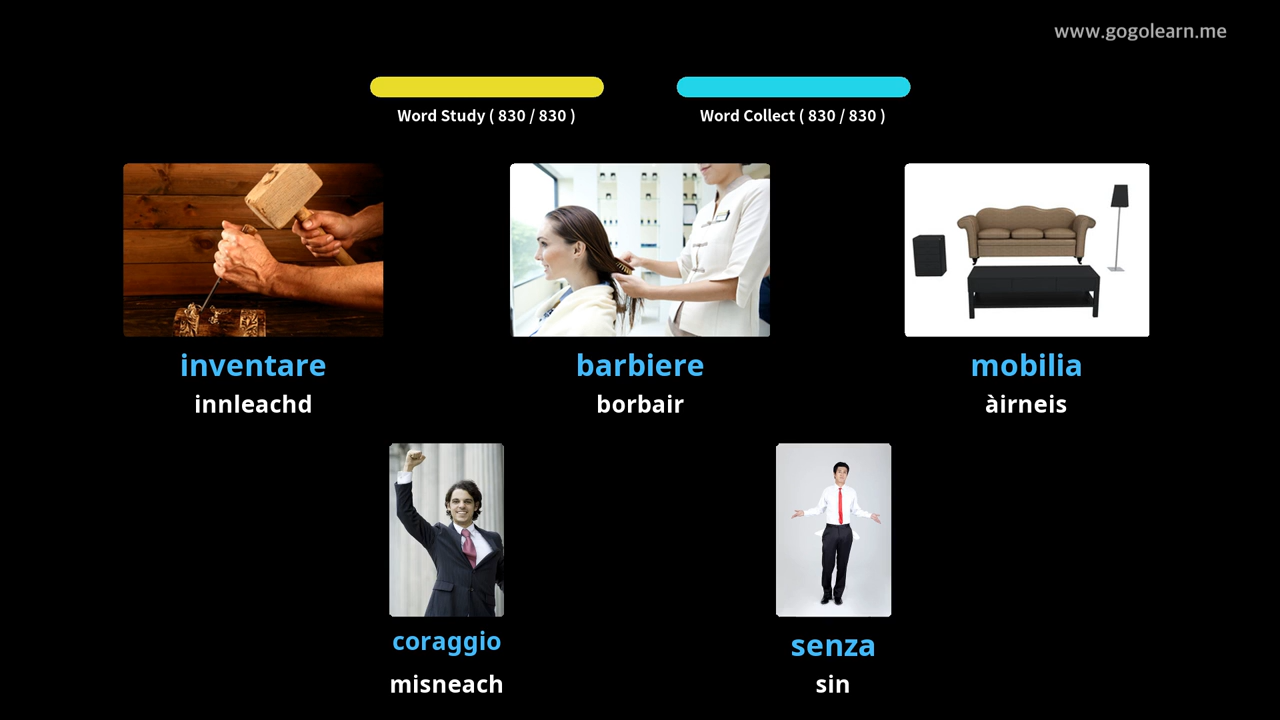 www.gogolearn.me
Word Study ( 830 / 830 )
Word Collect ( 830 / 830 )
inventare
innleachd
barbiere
borbair
mobilia
àirneis
coraggio
misneach
senza
sin